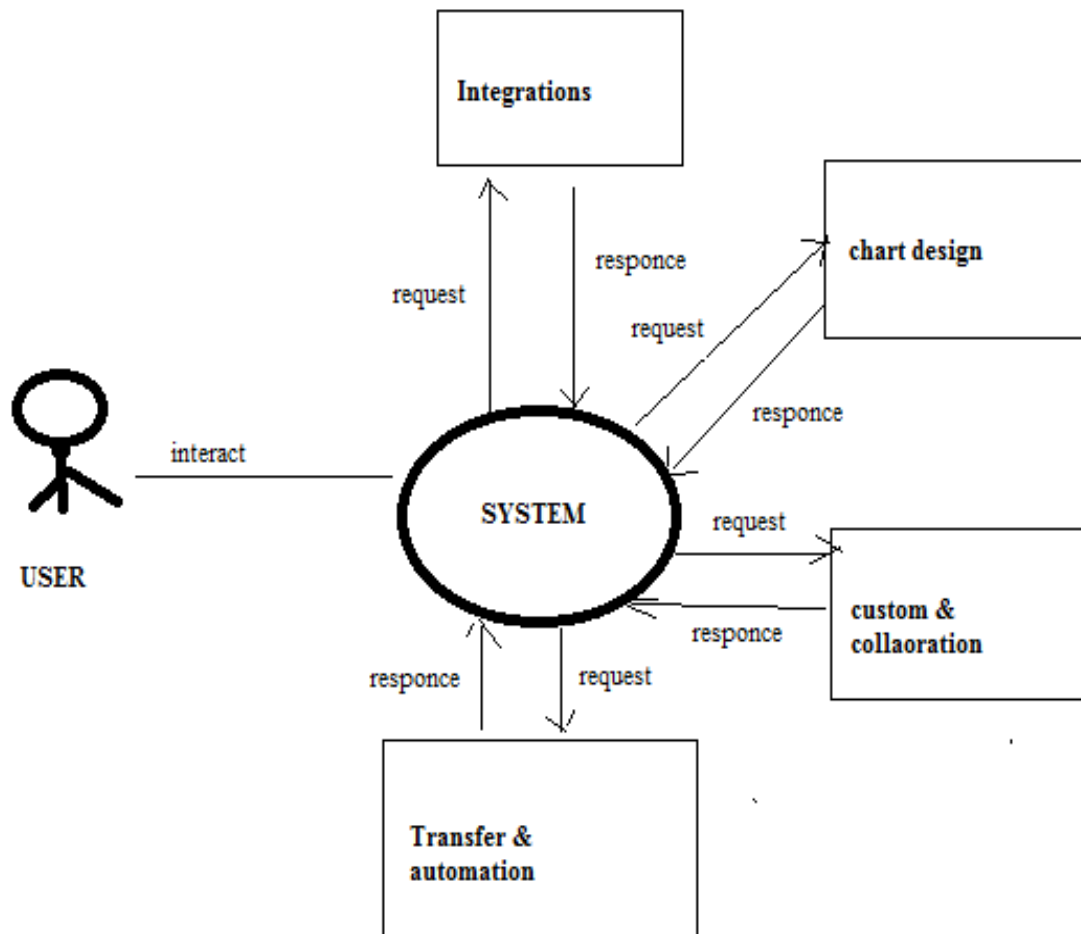 Integrations
responce
request
chart design
request
responce
interact
SYSTEM
request
USER
custom &
collaoration
responce
responce
request
Transfer &
automation